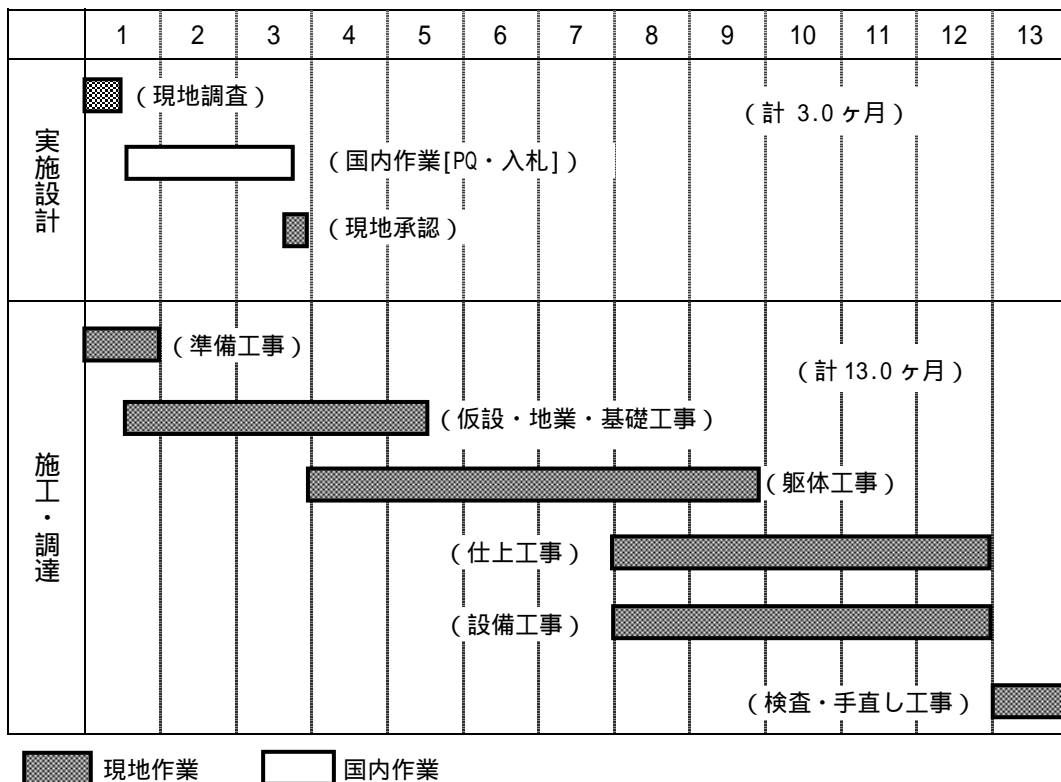 1 2 3 4 5 6 7 8 9 10 11 12 13
実施設計
（現地調査）
（計 3.0 ヶ月）
（国内作業[PQ・入札]）
（現地承認）
施工・調達
（準備工事）
（計 13.0 ヶ月）
（仮設・地業・基礎工事）
（躯体工事）
（仕上工事）
（設備工事）
（検査・手直し工事）
現地作業 国内作業